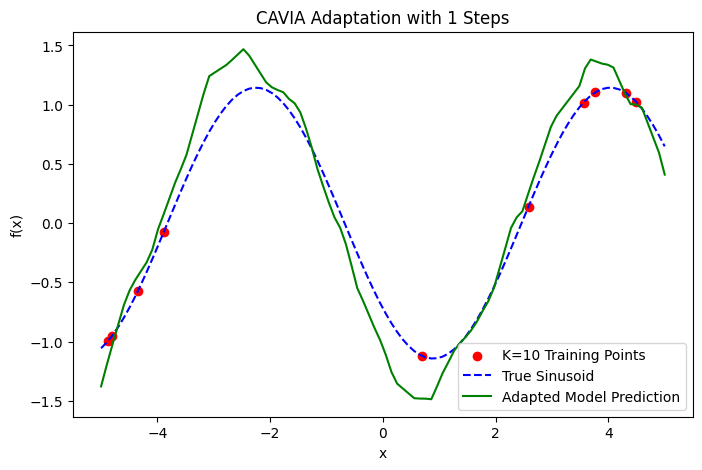 CAVIA Adaptation with 1 Steps
1.5
1.0
0.5
0.0
−0.5
−1.0
−1.5
f(x)
−4
−2
0
2
4
x
K=10 Training Points
True Sinusoid
Adapted Model Prediction